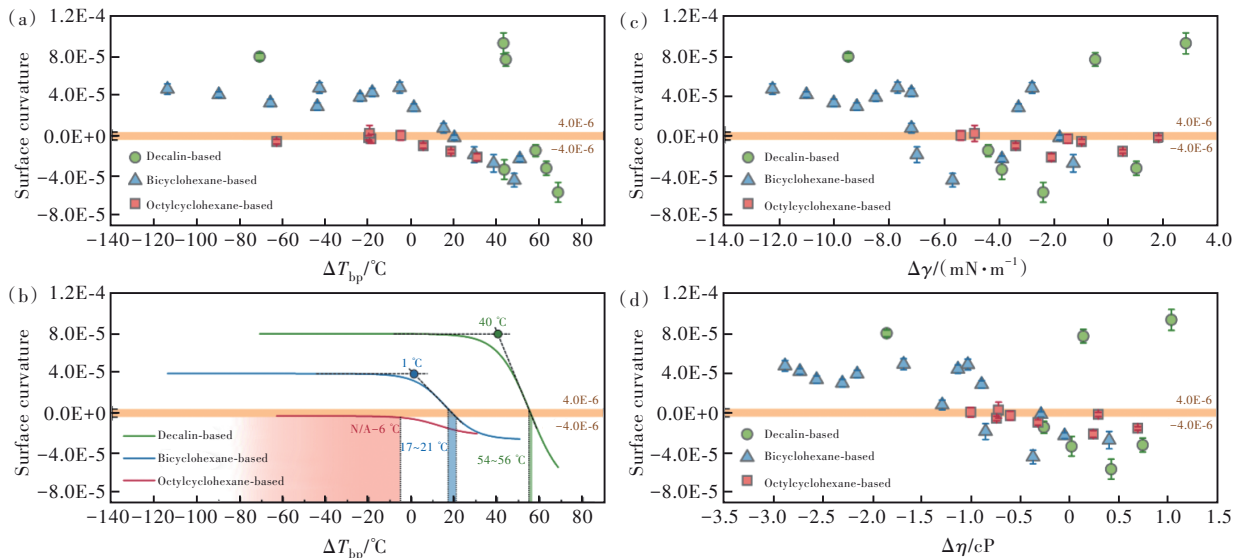 (a)
Surface curvature
1.2E-4
8.0E-5
4.0E-5
0.0E+0
−4.0E-5
−8.0E-5
4.0E-6
−4.0E-6
Decalin-based
Bicyclohexane-based
Octylcyclohexane-based
−140 −120 −100 −80 −60 −40 −20 0 20 40 60 80
ΔT_bp/℃
(c)
Surface curvature
1.2E-4
8.0E-5
4.0E-5
0.0E+0
−4.0E-5
−8.0E-5
4.0E-6
−4.0E-6
Decalin-based
Bicyclohexane-based
Octylcyclohexane-based
−14.0 −12.0 −10.0 −8.0 −6.0 −4.0 −2.0 0 2.0 4.0
Δγ/(mN·m⁻¹)
(b)
Surface curvature
1.2E-4
8.0E-5
4.0E-5
0.0E+0
−4.0E-5
−8.0E-5
40 ℃
1 ℃
4.0E-6
−4.0E-6
N/A~6 ℃
17~21 ℃
54~56 ℃
Decalin-based
Bicyclohexane-based
Octylcyclohexane-based
−140 −120 −100 −80 −60 −40 −20 0 20 40 60 80
ΔT_bp/℃
(d)
Surface curvature
1.2E-4
8.0E-5
4.0E-5
0.0E+0
−4.0E-5
−8.0E-5
4.0E-6
−4.0E-6
Decalin-based
Bicyclohexane-based
Octylcyclohexane-based
−3.5 −3.0 −2.5 −2.0 −1.5 −1.0 −0.5 0 0.5 1.0 1.5
Δη/cP